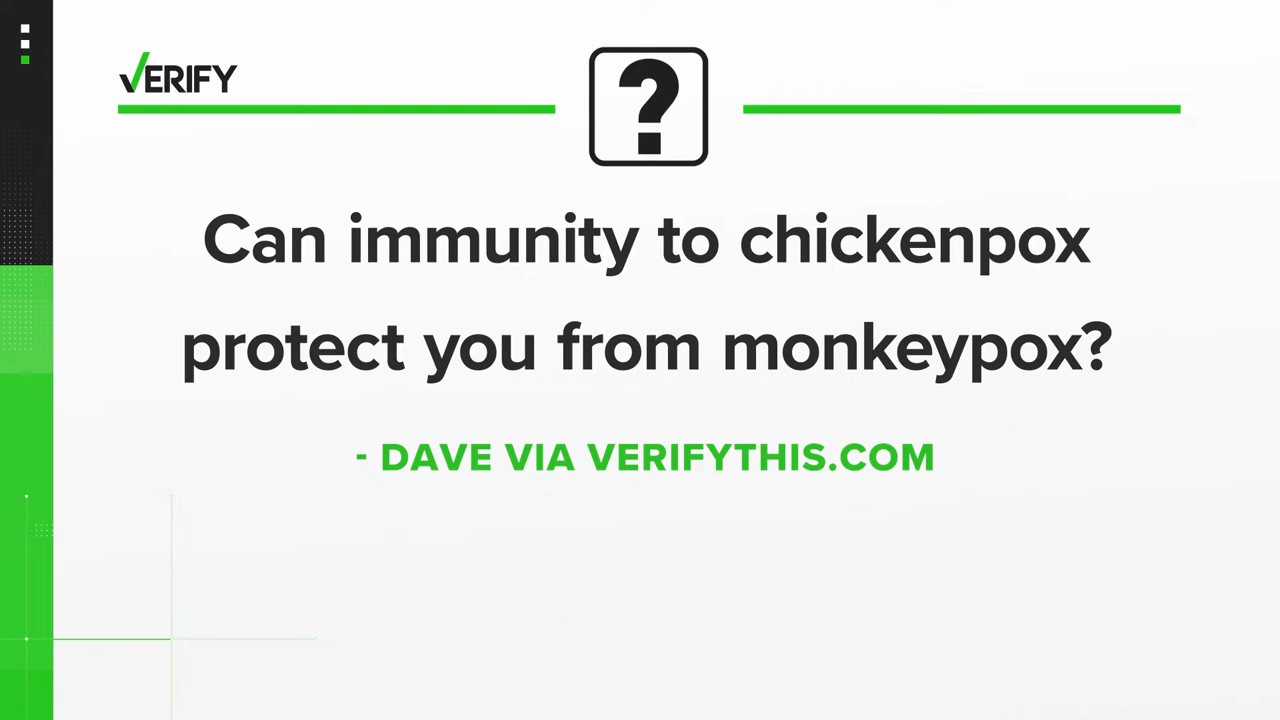 VERIFY
?
Can immunity to chickenpox
protect you from monkeypox?
- DAVE VIA VERIFYTHIS.COM